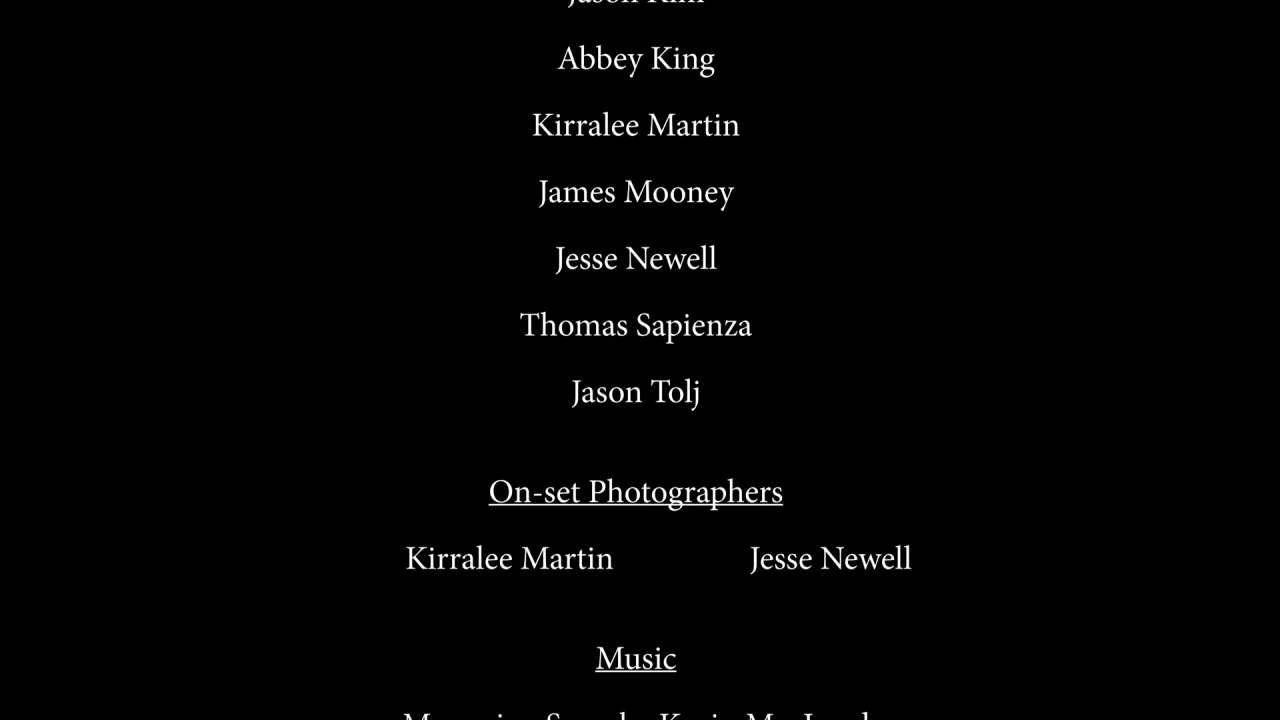 Abbey King
Kirralee Martin
James Mooney
Jesse Newell
Thomas Sapienza
Jason Tolj
On-set Photographers
Kirralee Martin Jesse Newell
Music